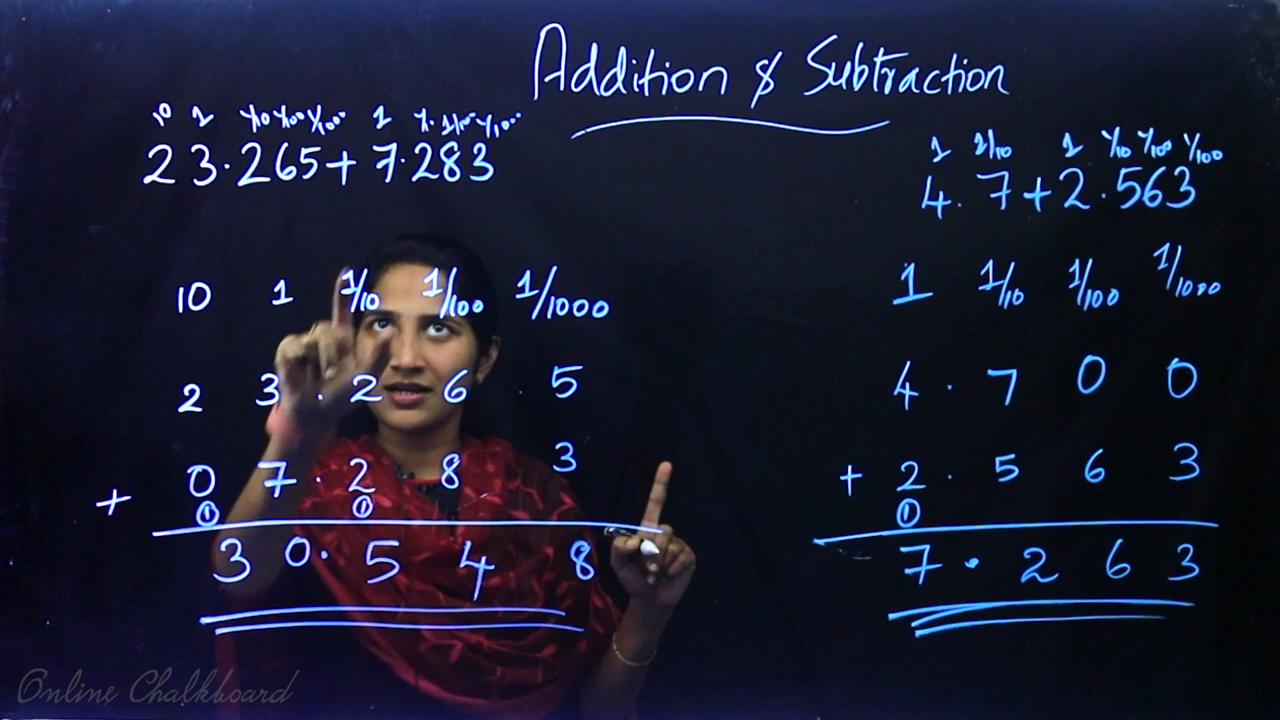 Addition & Subtraction
10 1 1/10 1/100 1/1000 1 1/10 1/100 1/1000
23.265+7.283
10 1 1/10 1/100 1/1000
2 3.2 6 5
+ 0 7.2 8 3
1 1
3 0.5 4 8
1 1/10 1 1/10 1/100 1/100
4.7+2.563
1 1/10 1/100 1/1000
4.7 0 0
+ 2.5 6 3
1
7.2 6 3
Online Chalkboard